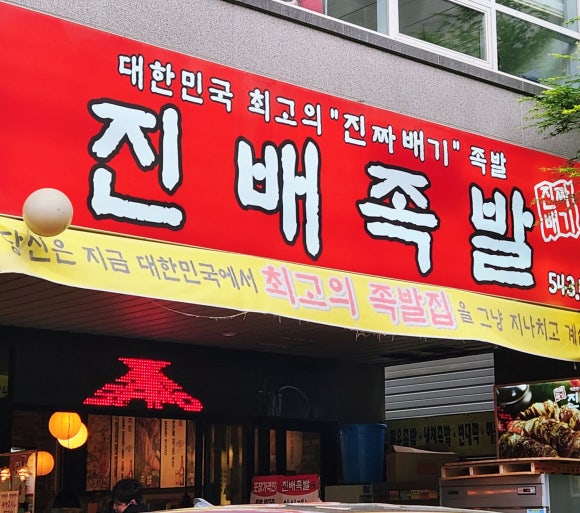 대한민국 최고의 "진짜배기" 족발
진배족발
진짜
배기
543.
당신은 지금 대한민국에서 최고의 족발집을 그냥 지나치고 계
진배족발